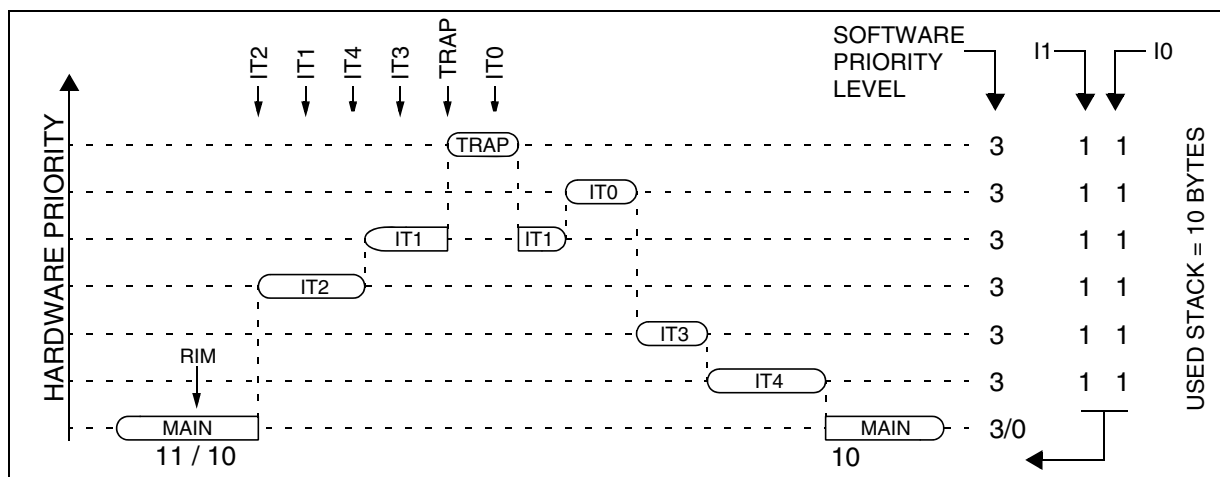 IT2
IT1
IT4
IT3
TRAP
IT0
SOFTWARE
PRIORITY
LEVEL
I1
I0
HARDWARE PRIORITY
TRAP
3 1 1
IT0
3 1 1
IT1
IT1
3 1 1
IT2
3 1 1
IT3
3 1 1
RIM
IT4
3 1 1
MAIN
MAIN
3/0
11 / 10
10
USED STACK = 10 BYTES